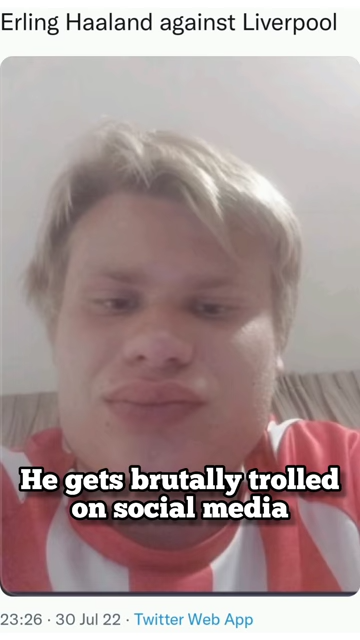 Erling Haaland against Liverpool
He gets brutally trolled
on social media
23:26 · 30 Jul 22 · Twitter Web App